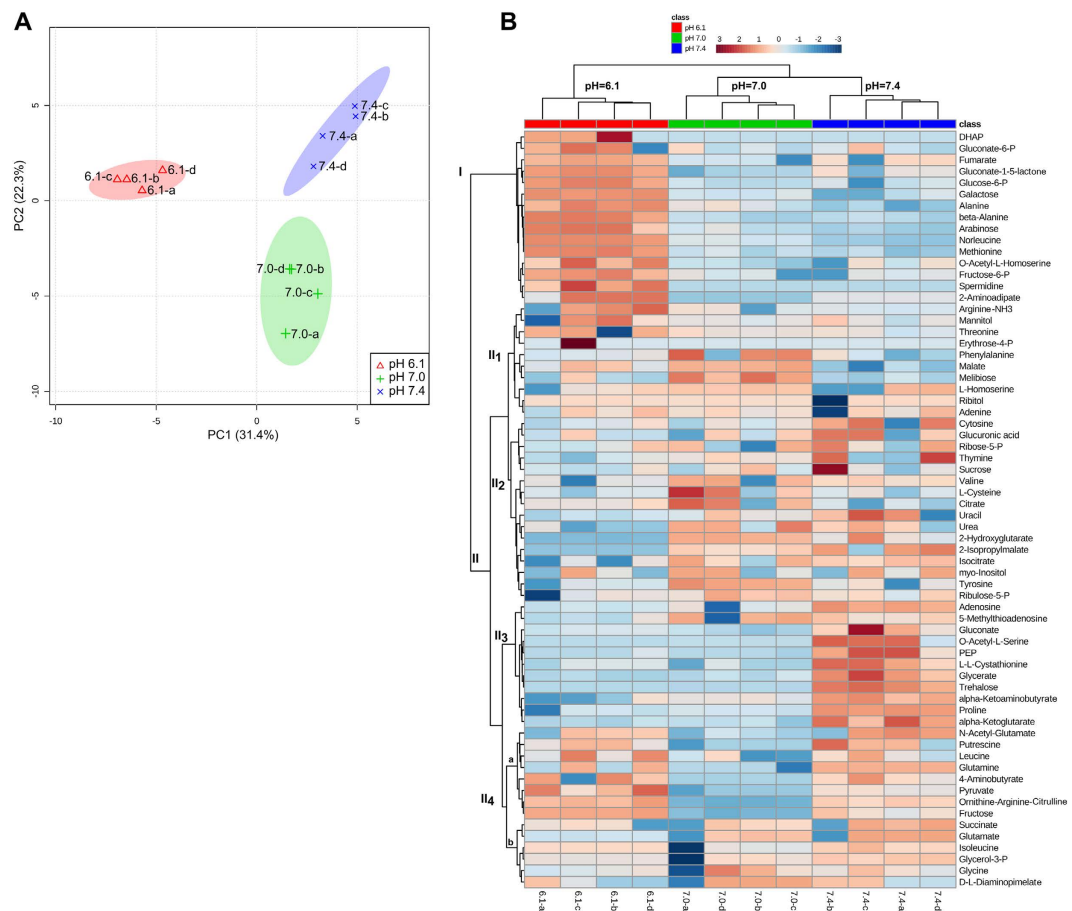 A
B
class
pH 6.1
pH 7.0
pH 7.4
3 2 1 0 -1 -2 -3
pH=6.1
pH=7.0
pH=7.4
PC2 (22.3%)
5
0
-5
-10
-10 -5 0 5
PC1 (31.4%)
7.4-c
7.4-b
7.4-a
7.4-d
6.1-c
6.1-b
6.1-d
6.1-a
7.0-d
7.0-b
7.0-c
7.0-a
pH 6.1
pH 7.0
pH 7.4
I
II
II1
II2
II3
II4
a
b
class
DHAP
Gluconate-6-P
Fumarate
Gluconate-1-5-lactone
Glucose-6-P
Galactose
Alanine
beta-Alanine
Arabinose
Norleucine
Methionine
O-Acetyl-L-Homoserine
Fructose-6-P
Spermidine
2-Aminoadipate
Arginine-NH3
Mannitol
Threonine
Erythrose-4-P
Phenylalanine
Malate
Melibiose
L-Homoserine
Ribitol
Adenine
Cytosine
Glucuronic acid
Ribose-5-P
Thymine
Sucrose
Valine
L-Cysteine
Citrate
Uracil
Urea
2-Hydroxyglutarate
2-Isopropylmalate
Isocitrate
myo-Inositol
Tyrosine
Ribulose-5-P
Adenosine
5-Methylthioadenosine
Gluconate
O-Acetyl-L-Serine
PEP
L-L-Cystathionine
Glycerate
Trehalose
alpha-Ketoaminobutyrate
Proline
alpha-Ketoglutarate
N-Acetyl-Glutamate
Putrescine
Leucine
Glutamine
4-Aminobutyrate
Pyruvate
Ornithine-Arginine-Citrulline
Fructose
Succinate
Glutamate
Isoleucine
Glycerol-3-P
Glycine
D-L-Diaminopimelate
6.1-a
6.1-c
6.1-b
6.1-d
7.0-a
7.0-d
7.0-b
7.0-c
7.4-b
7.4-c
7.4-a
7.4-d